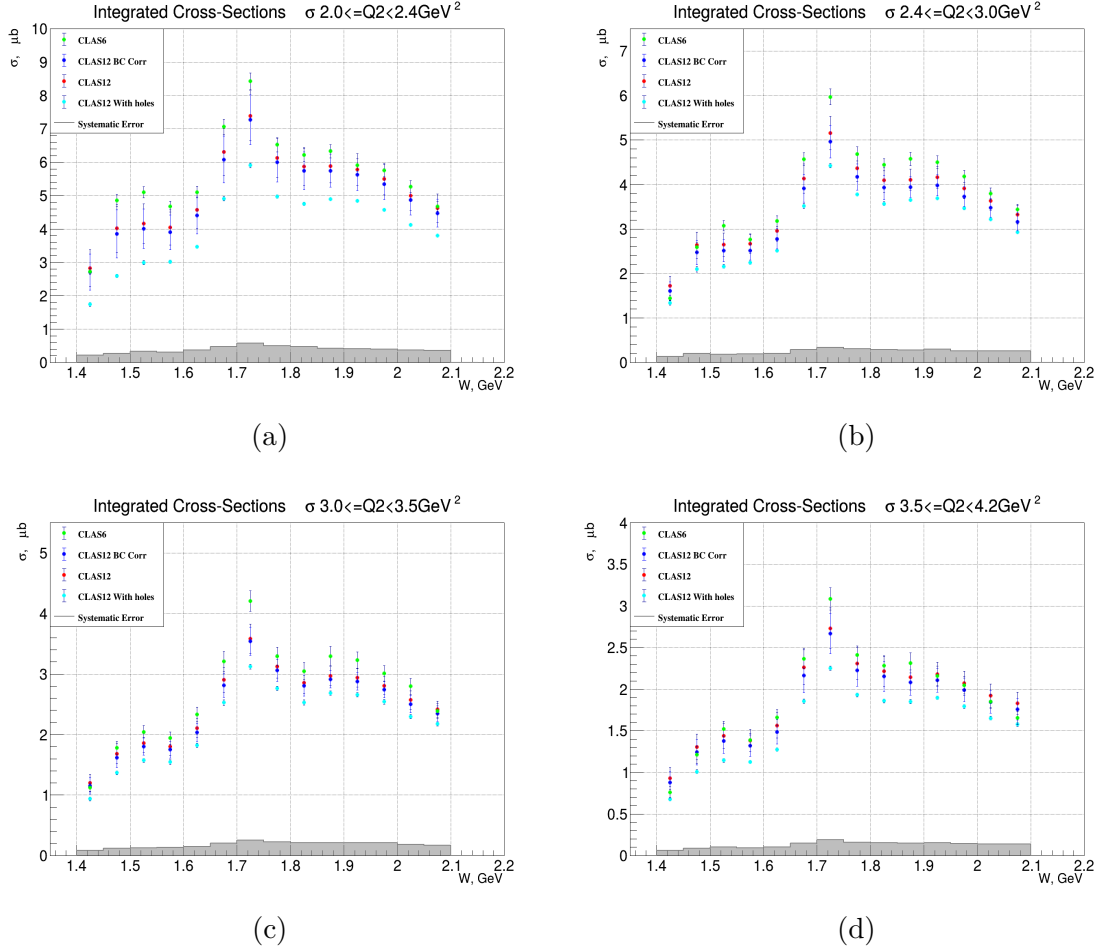 Integrated Cross-Sections σ 2.0<=Q2<2.4GeV 2
σ, μb
10
9
8
7
6
5
4
3
2
1
0
CLAS6
CLAS12 BC Corr
CLAS12
CLAS12 With holes
Systematic Error
1.4 1.5 1.6 1.7 1.8 1.9 2 2.1 2.2
W, GeV
(a)
Integrated Cross-Sections σ 2.4<=Q2<3.0GeV 2
σ, μb
7
6
5
4
3
2
1
0
CLAS6
CLAS12 BC Corr
CLAS12
CLAS12 With holes
Systematic Error
1.4 1.5 1.6 1.7 1.8 1.9 2 2.1 2.2
W, GeV
(b)
Integrated Cross-Sections σ 3.0<=Q2<3.5GeV 2
σ, μb
5
4
3
2
1
0
CLAS6
CLAS12 BC Corr
CLAS12
CLAS12 With holes
Systematic Error
1.4 1.5 1.6 1.7 1.8 1.9 2 2.1 2.2
W, GeV
(c)
Integrated Cross-Sections σ 3.5<=Q2<4.2GeV 2
σ, μb
4
3.5
3
2.5
2
1.5
1
0.5
0
CLAS6
CLAS12 BC Corr
CLAS12
CLAS12 With holes
Systematic Error
1.4 1.5 1.6 1.7 1.8 1.9 2 2.1 2.2
W, GeV
(d)